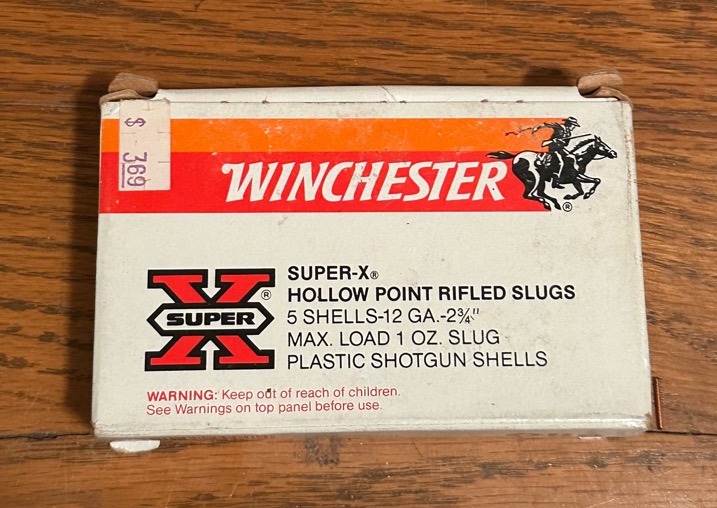 $ 369
WINCHESTER®
SUPER-X®
HOLLOW POINT RIFLED SLUGS
5 SHELLS-12 GA.-2¾"
MAX. LOAD 1 OZ. SLUG
PLASTIC SHOTGUN SHELLS
X®
SUPER
WARNING: Keep out of reach of children.
See Warnings on top panel before use.